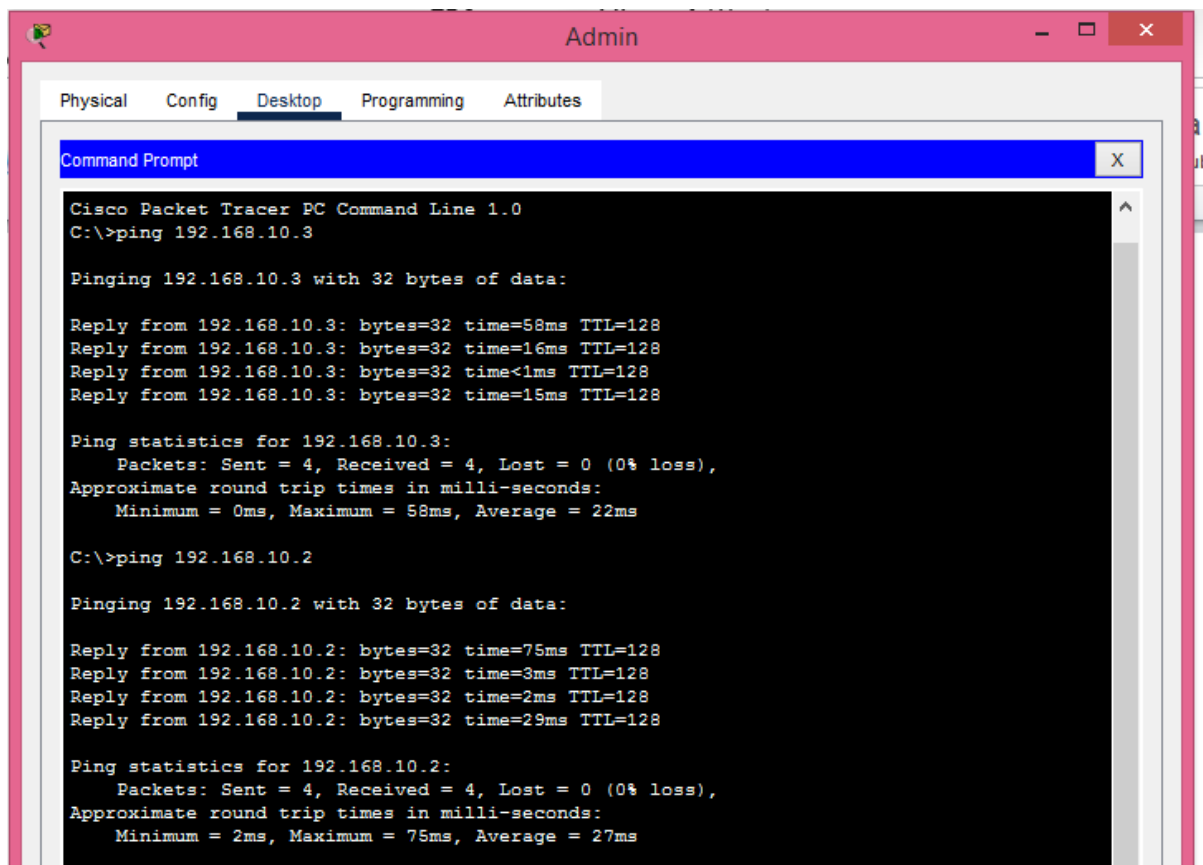 Admin
Physical Config Desktop Programming Attributes
Command Prompt X
Cisco Packet Tracer PC Command Line 1.0
C:\>ping 192.168.10.3
Pinging 192.168.10.3 with 32 bytes of data:
Reply from 192.168.10.3: bytes=32 time=58ms TTL=128
Reply from 192.168.10.3: bytes=32 time=16ms TTL=128
Reply from 192.168.10.3: bytes=32 time<1ms TTL=128
Reply from 192.168.10.3: bytes=32 time=15ms TTL=128
Ping statistics for 192.168.10.3:
Packets: Sent = 4, Received = 4, Lost = 0 (0% loss),
Approximate round trip times in milli-seconds:
Minimum = 0ms, Maximum = 58ms, Average = 22ms
C:\>ping 192.168.10.2
Pinging 192.168.10.2 with 32 bytes of data:
Reply from 192.168.10.2: bytes=32 time=75ms TTL=128
Reply from 192.168.10.2: bytes=32 time=3ms TTL=128
Reply from 192.168.10.2: bytes=32 time=2ms TTL=128
Reply from 192.168.10.2: bytes=32 time=29ms TTL=128
Ping statistics for 192.168.10.2:
Packets: Sent = 4, Received = 4, Lost = 0 (0% loss),
Approximate round trip times in milli-seconds:
Minimum = 2ms, Maximum = 75ms, Average = 27ms